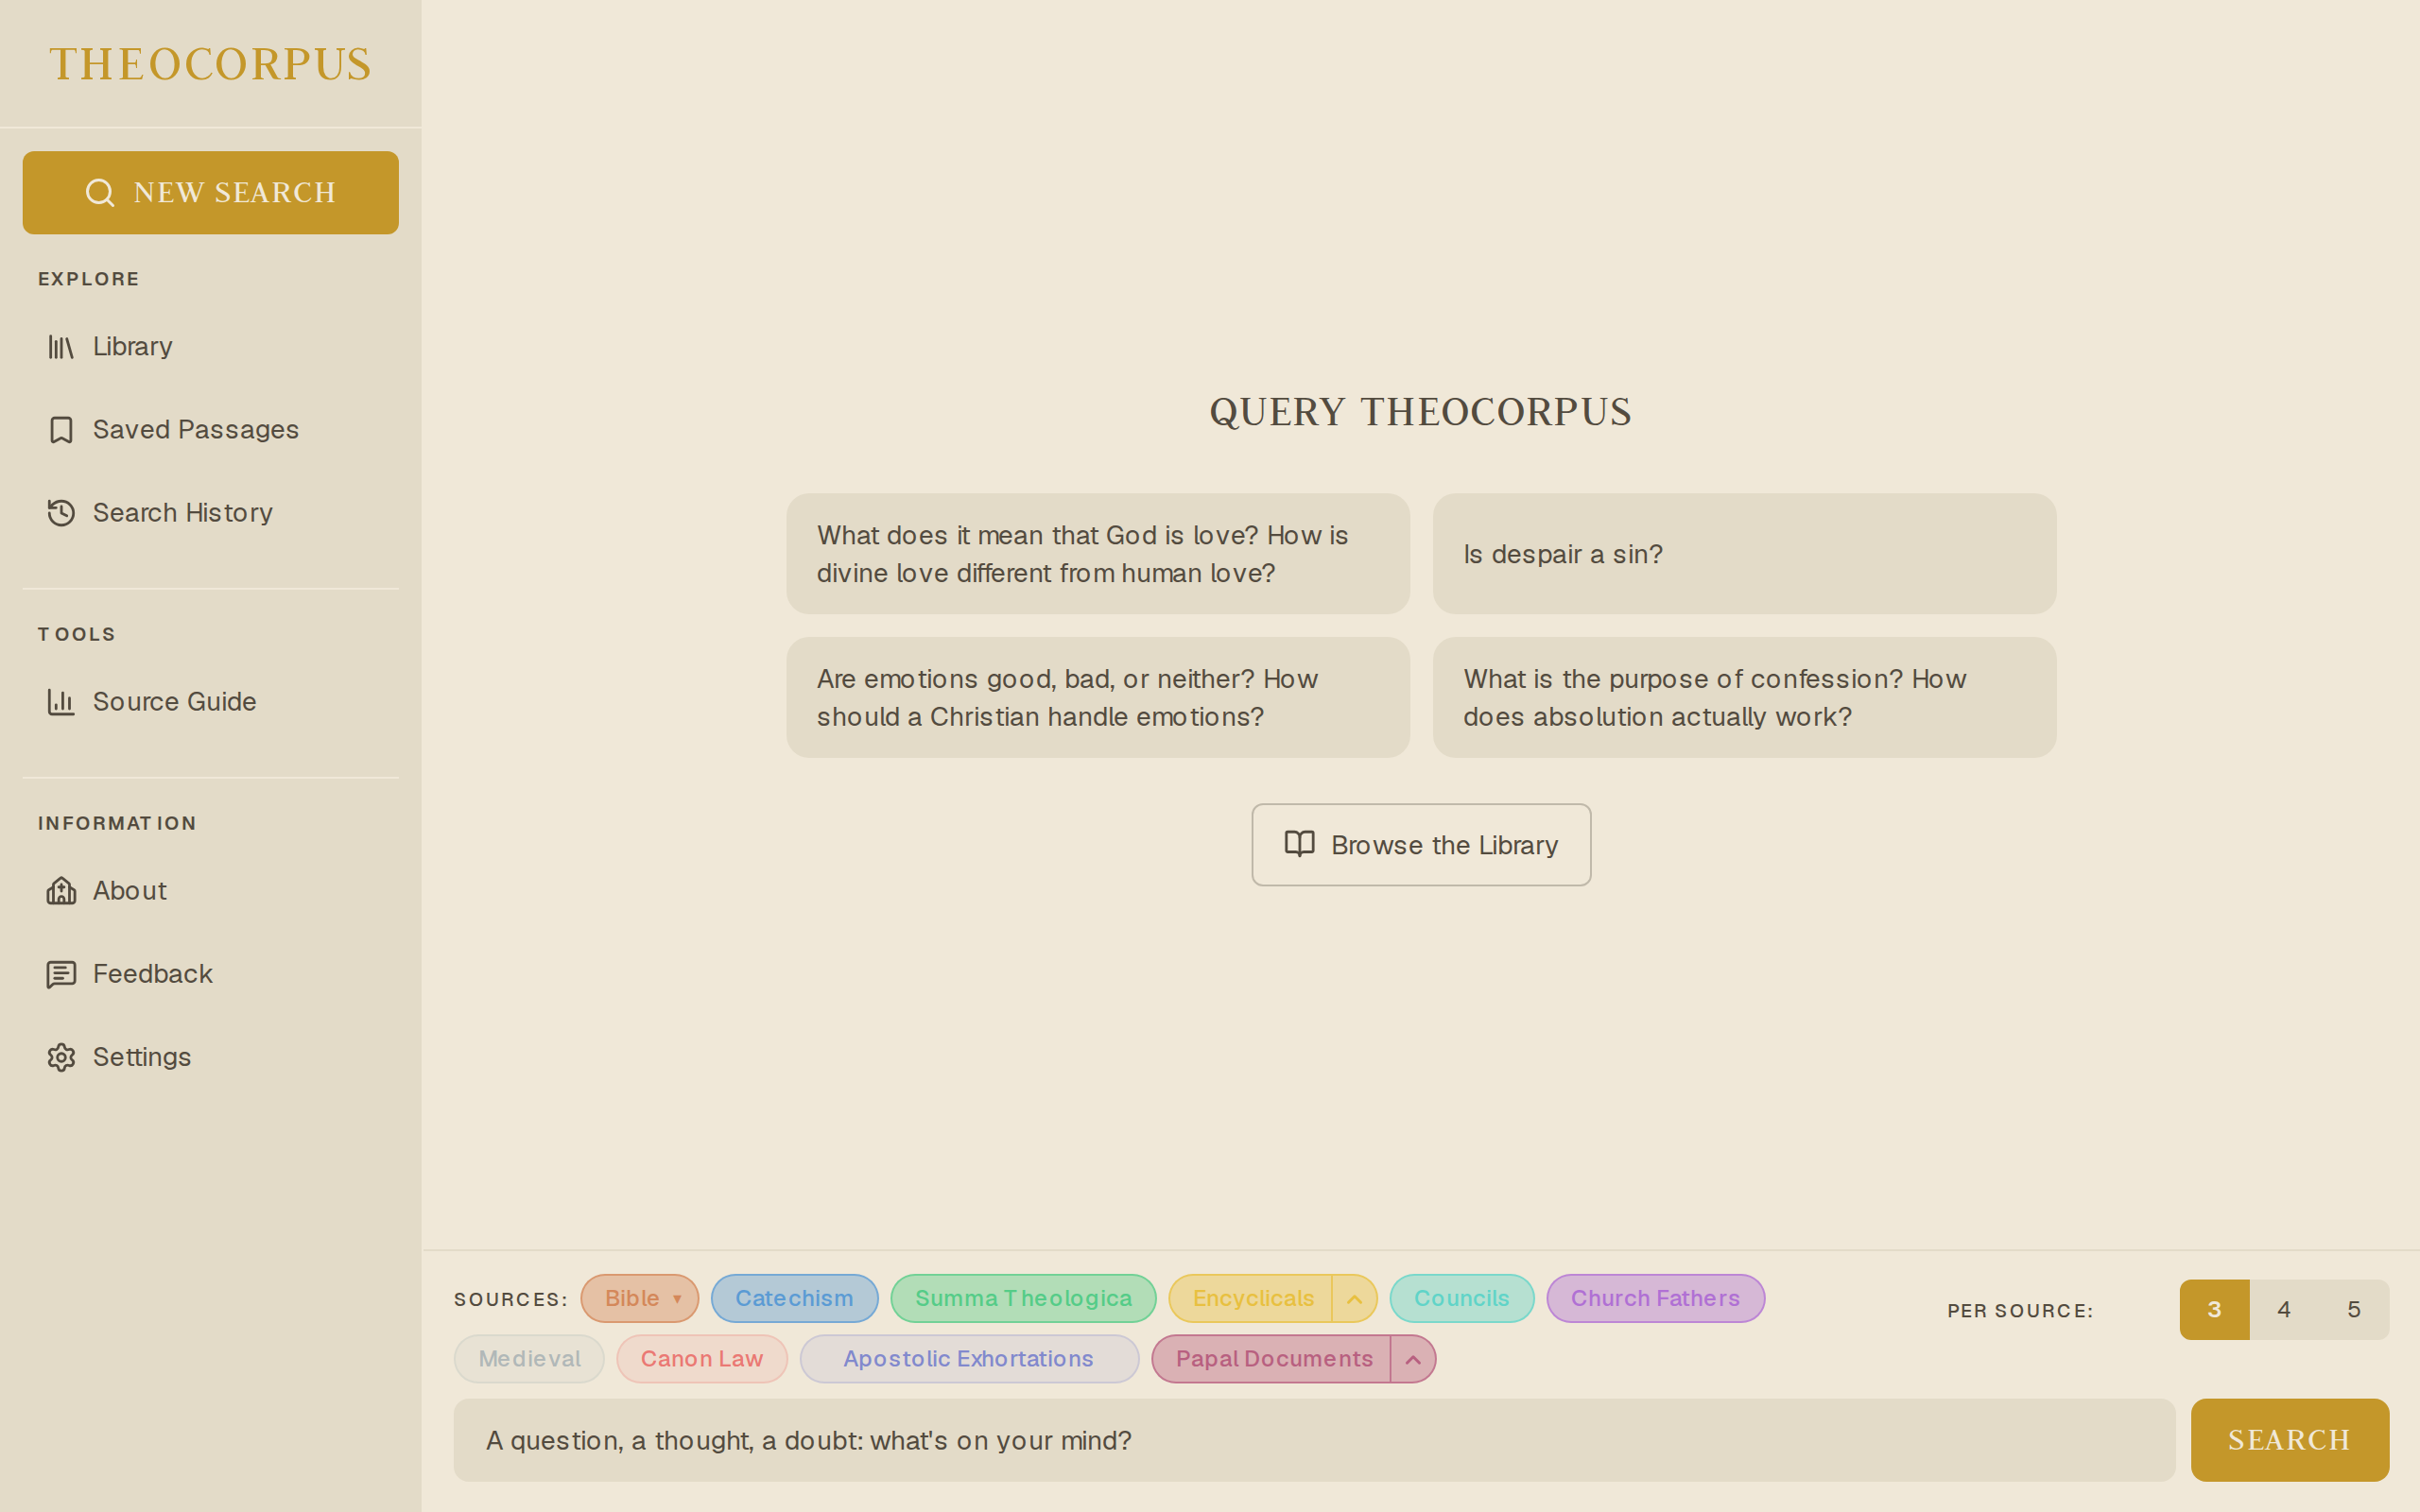 THEOCORPUS
NEW SEARCH
EXPLORE
Library
Saved Passages
Search History
TOOLS
Source Guide
INFORMATION
About
Feedback
Settings
QUERY THEOCORPUS
What does it mean that God is love? How is
divine love different from human love?
Is despair a sin?
Are emotions good, bad, or neither? How
should a Christian handle emotions?
What is the purpose of confession? How
does absolution actually work?
Browse the Library
SOURCES: Bible ▾ Catechism Summa Theologica Encyclicals Councils Church Fathers
Medieval Canon Law Apostolic Exhortations Papal Documents
PER SOURCE: 3 4 5
A question, a thought, a doubt: what's on your mind?
SEARCH